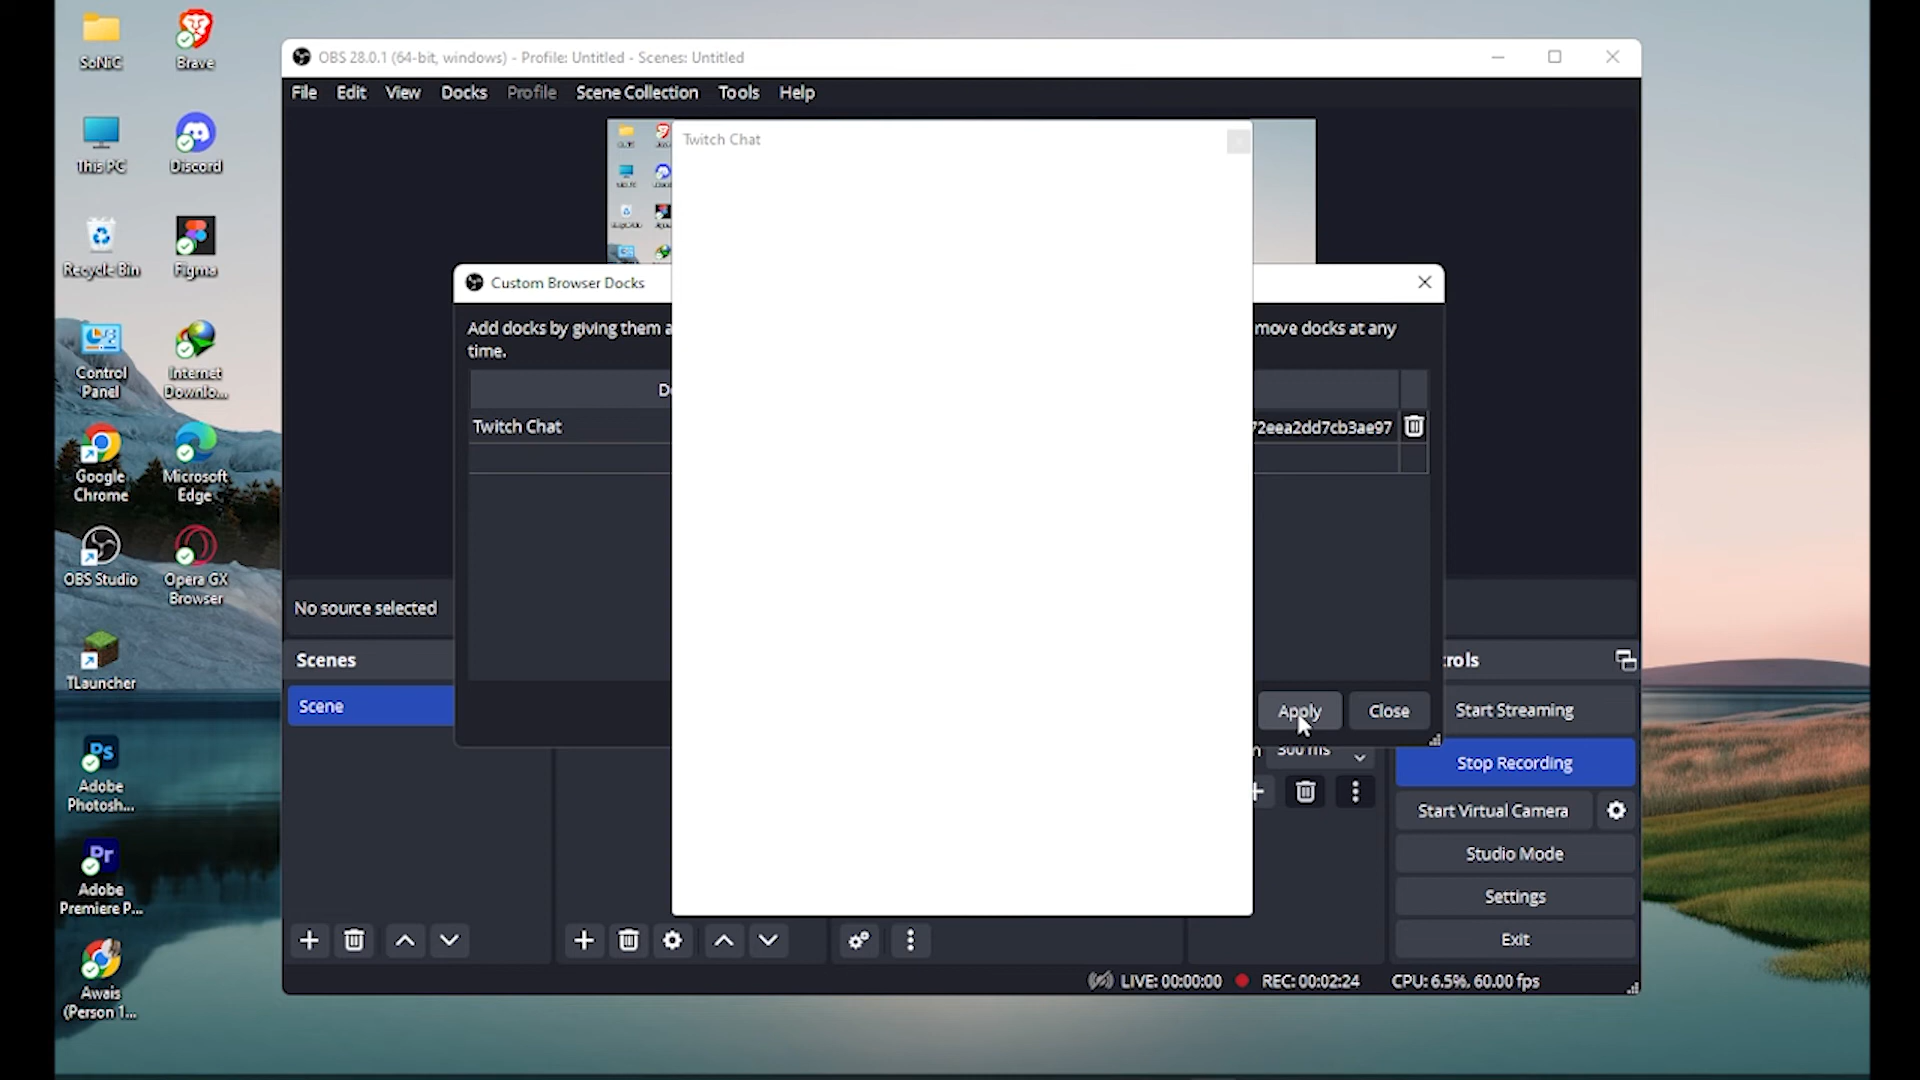 SoNiC
Brave
This PC
Discord
Recycle Bin
Figma
Control
Panel
Internet
Downlo...
Google
Chrome
Microsoft
Edge
OBS Studio
Opera GX
Browser
TLauncher
Ps
Adobe
Photosh...
Pr
Adobe
Premiere P...
Awais
(Person 1...
OBS 28.0.1 (64-bit, windows) - Profile: Untitled - Scenes: Untitled
File Edit View Docks Profile Scene Collection Tools Help
Twitch Chat
Custom Browser Docks
Add docks by giving them a
move docks at any
time.
D
Twitch Chat
72eea2dd7cb3ae97
No source selected
Scenes
Scene
Apply
Close
300 ms
rols
Start Streaming
Stop Recording
Start Virtual Camera
Studio Mode
Settings
Exit
LIVE: 00:00:00
REC: 00:02:24
CPU: 6.5%, 60.00 fps